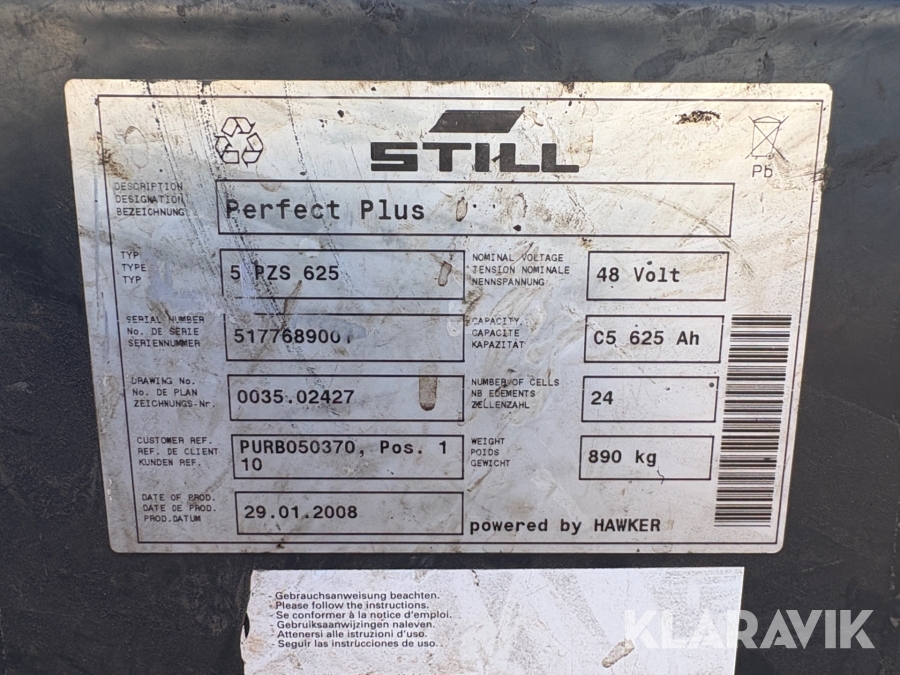 STILL
Pb
DESCRIPTION
DESIGNATION
BEZEICHNUNG
Perfect Plus
TYP
TYPE
TYP
5 PZS 625
NOMINAL VOLTAGE
TENSION NOMINALE
NENNSPANNUNG
48 Volt
SERIAL NUMBER
No. DE SERIE
SERIENNUMMER
CAPACITY
CAPACITE
KAPAZITÄT
C5 625 Ah
DRAWING No.
No. DE PLAN
ZEICHNUNGS-Nr.
0035.02427
NUMBER OF CELLS
NB ELEMENTS
ZELLENZAHL
24
CUSTOMER REF.
REF. DE CLIENT
KUNDEN REF.
PURB050370, Pos. 1
10
WEIGHT
POIDS
GEWICHT
890 kg
DATE OF PROD.
DATE DE PROD.
PROD.DATUM
29.01.2008
powered by HAWKER
- Gebrauchsanweisung beachten.
- Please follow the instructions.
- Se conformer à la notice d'emploi.
- Gebruiksaanwijzingen naleven.
- Attenersi alle istruzioni d'uso.
- Seguir las instrucciones de uso.
KLARAVIK